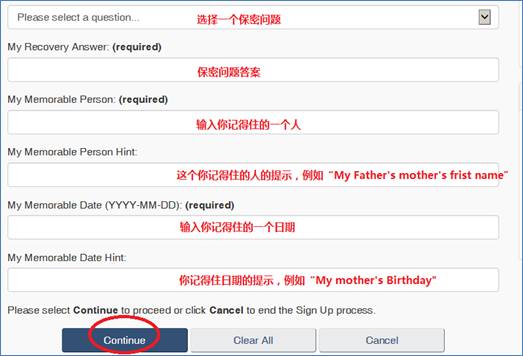 Please select a question... 选择一个保密问题
My Recovery Answer: (required)
保密问题答案
My Memorable Person: (required)
输入你记得住的一个人
My Memorable Person Hint:
这个你记得住的人的提示，例如“My Father's mother's frist name”
My Memorable Date (YYYY-MM-DD): (required)
输入你记得住的一个日期
My Memorable Date Hint:
你记得住日期的提示，例如“My mother's Birthday"
Please select Continue to proceed or click Cancel to end the Sign Up process.
Continue Clear All Cancel